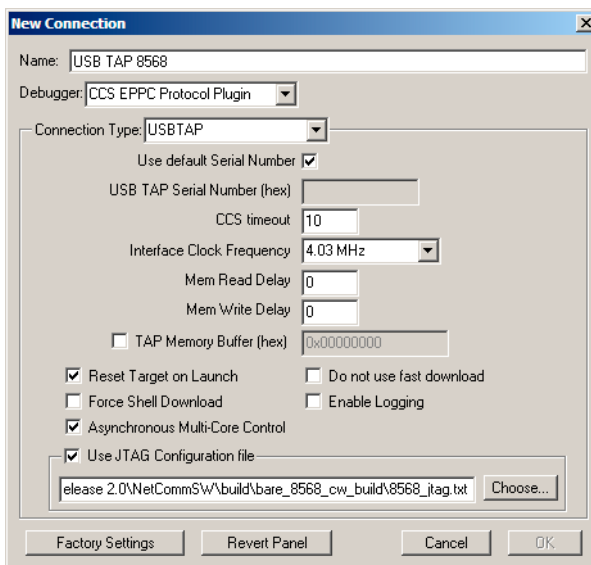 New Connection
Name: USB TAP 8568
Debugger: CCS EPPC Protocol Plugin
Connection Type: USBTAP
Use default Serial Number
USB TAP Serial Number (hex)
CCS timeout 10
Interface Clock Frequency 4.03 MHz
Mem Read Delay 0
Mem Write Delay 0
TAP Memory Buffer (hex) 0x00000000
Reset Target on Launch Do not use fast download
Force Shell Download Enable Logging
Asynchronous Multi-Core Control
Use JTAG Configuration file
elease 2.0\NetCommSW\build\bare_8568_cw_build\8568_jtag.txt Choose...
Factory Settings Revert Panel Cancel OK